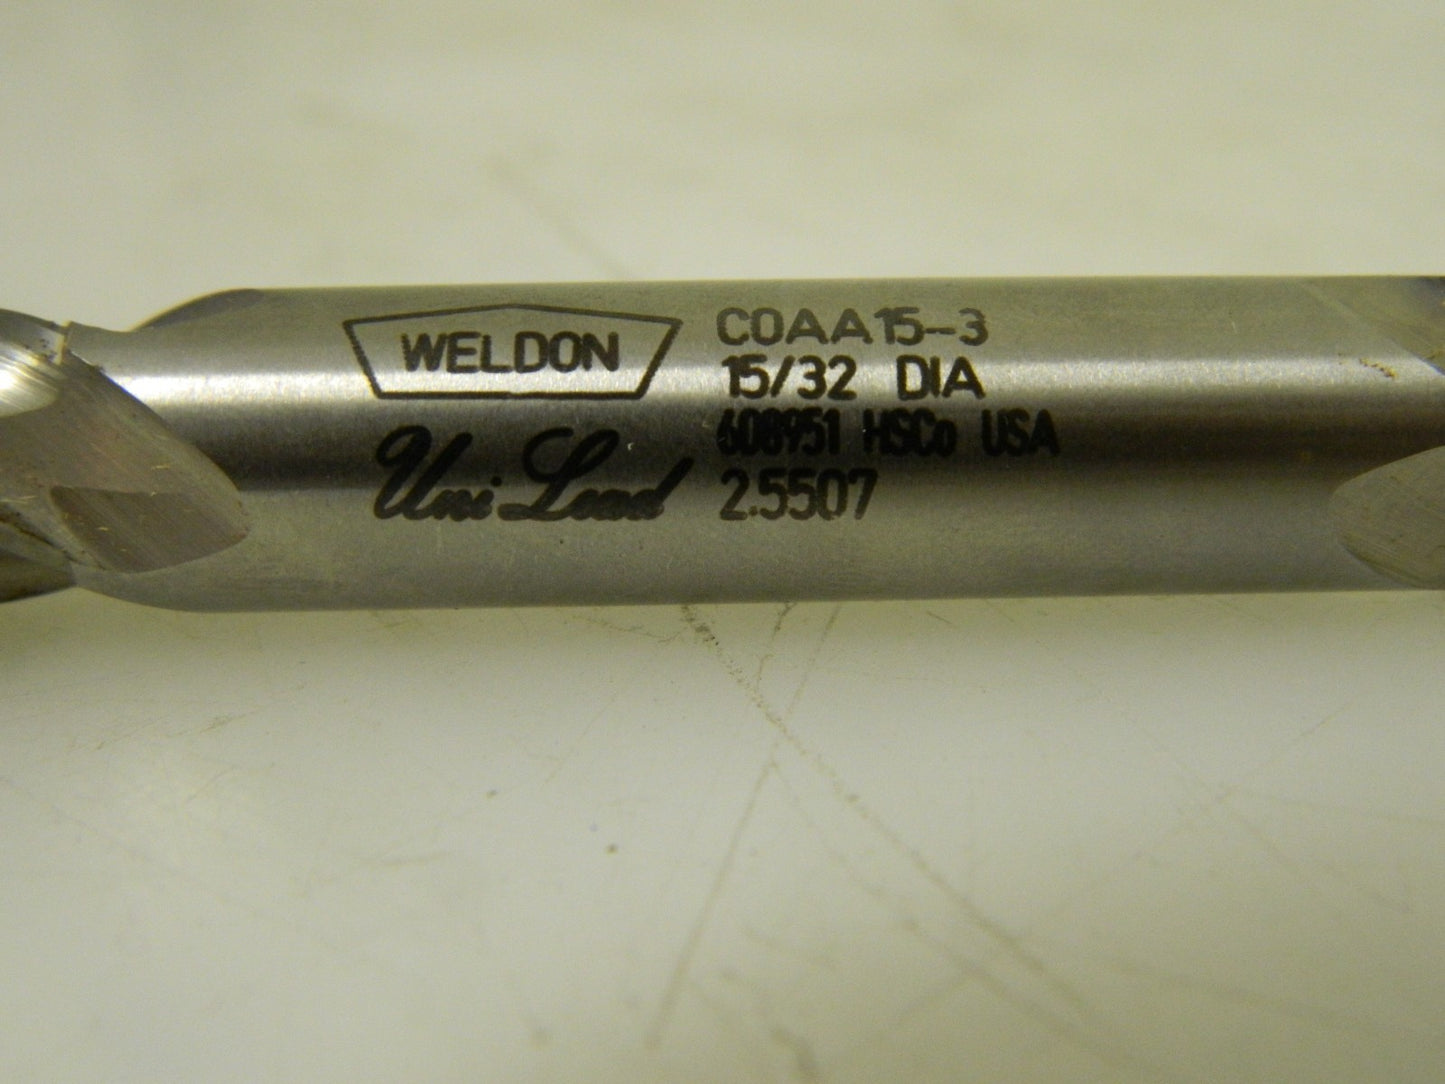 WELDON
Uni Lead
COAA15-3
15/32 DIA
608951 HSCo USA
2.5507